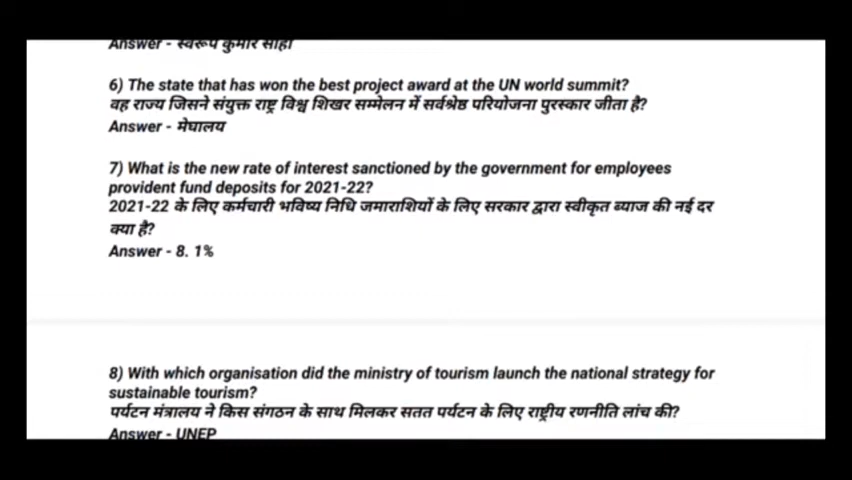 Answer - स्वरूप कुमार साहा
6) The state that has won the best project award at the UN world summit?
वह राज्य जिसने संयुक्त राष्ट्र विश्व शिखर सम्मेलन में सर्वश्रेष्ठ परियोजना पुरस्कार जीता है?
Answer - मेघालय
7) What is the new rate of interest sanctioned by the government for employees
provident fund deposits for 2021-22?
2021-22 के लिए कर्मचारी भविष्य निधि जमाराशियों के लिए सरकार द्वारा स्वीकृत ब्याज की नई दर
क्या है?
Answer - 8. 1%
8) With which organisation did the ministry of tourism launch the national strategy for
sustainable tourism?
पर्यटन मंत्रालय ने किस संगठन के साथ मिलकर सतत पर्यटन के लिए राष्ट्रीय रणनीति लांच की?
Answer - UNEP